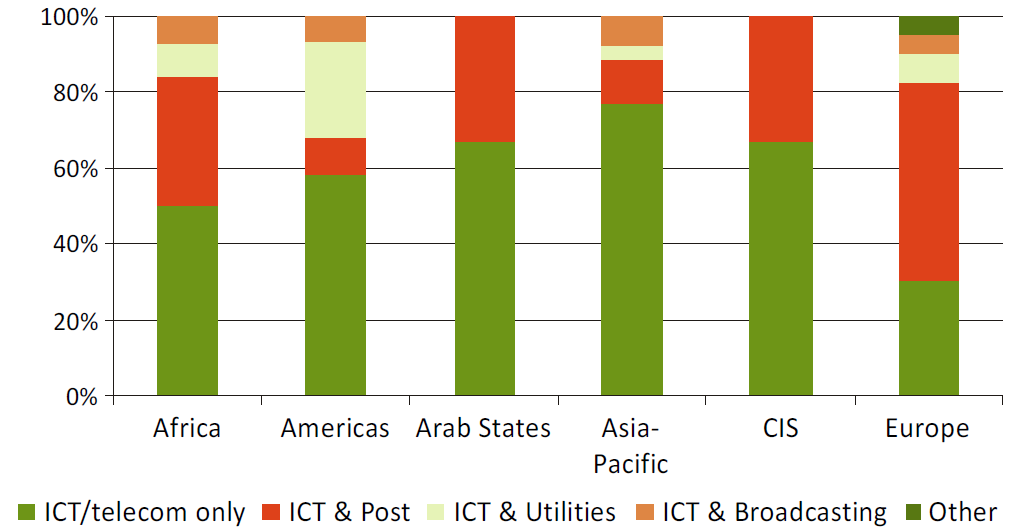 100%
80%
60%
40%
20%
0%
Africa
Americas
Arab States
Asia-
Pacific
CIS
Europe
ICT/telecom only ICT & Post ICT & Utilities ICT & Broadcasting Other